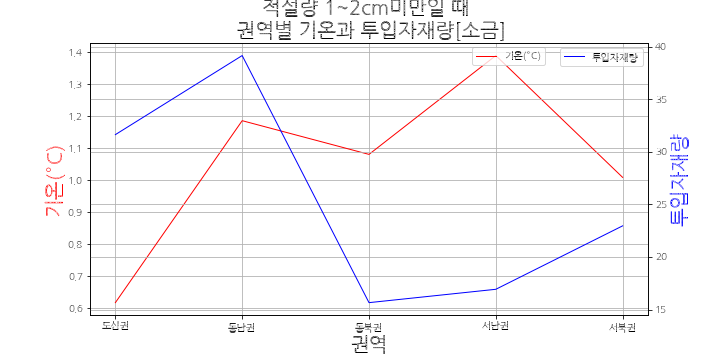 적설량 1~2cm미만일 때
권역별 기온과 투입자재량[소금]
기온(°C)
투입자재량
1,4
1,3
1,2
1,1
1,0
0,9
0,8
0,7
0,6
기온(°C)
40
35
30
25
20
15
투입자재량
도심권
동남권
동북권
서남권
서북권
권역